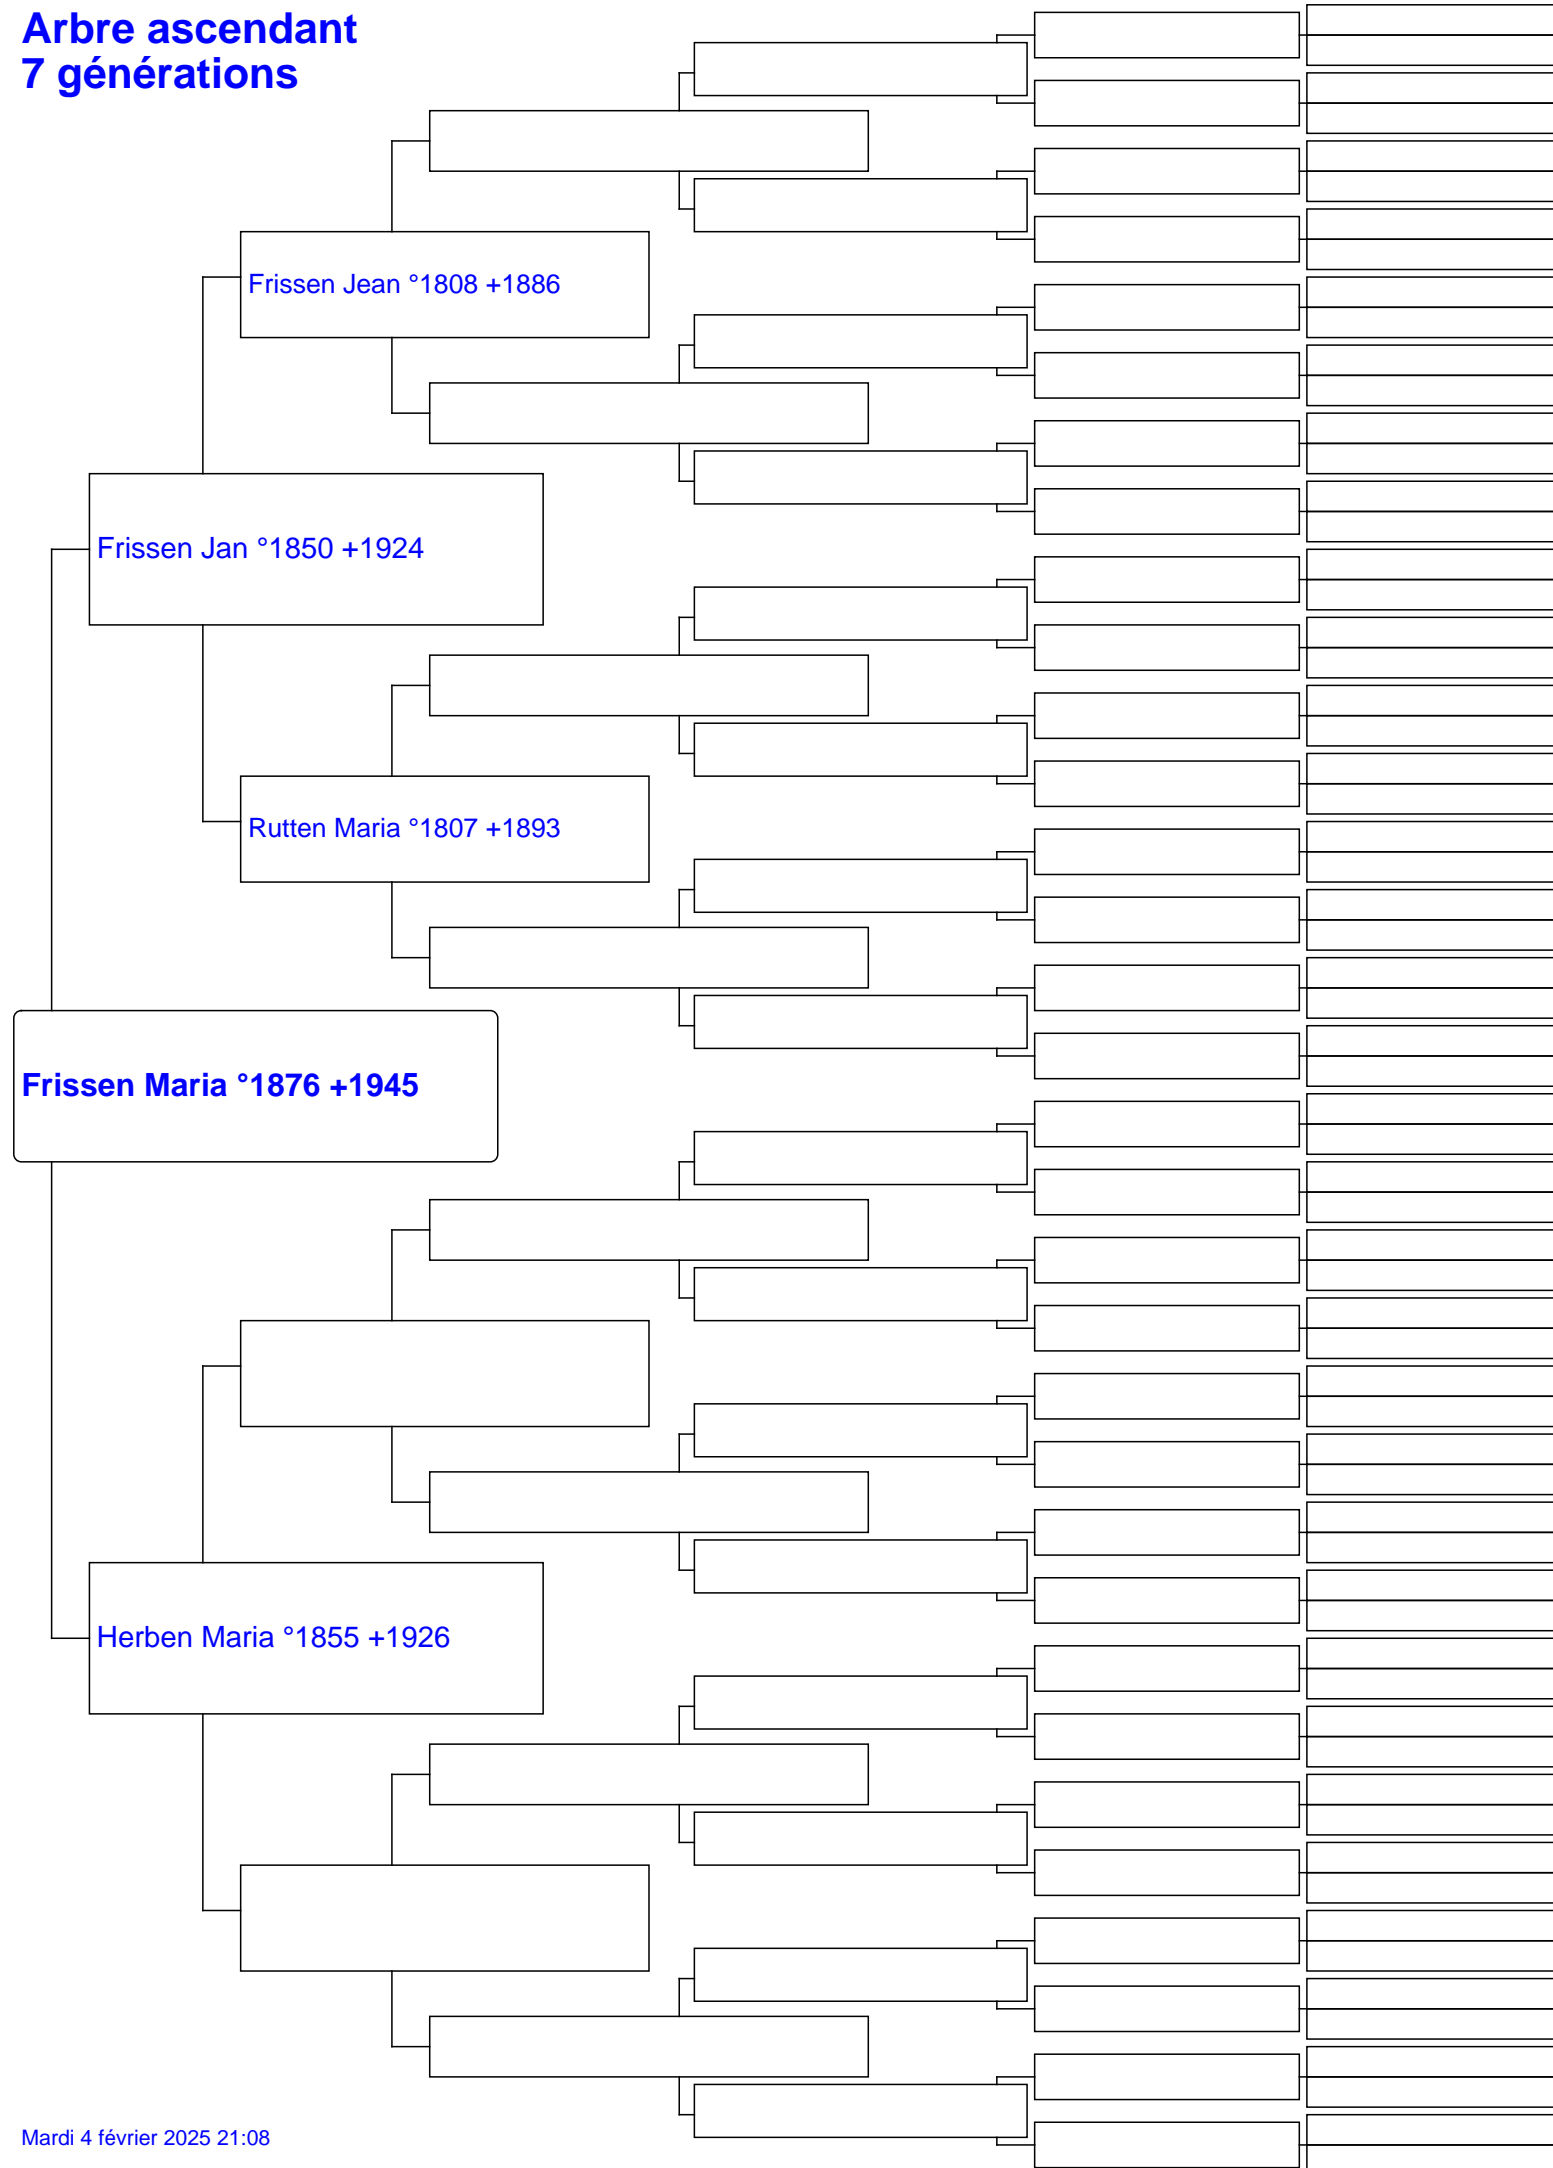 Arbre ascendant
7 générations
Frissen Jean °1808 +1886
Frissen Jan °1850 +1924
Rutten Maria °1807 +1893
Frissen Maria °1876 +1945
Herben Maria °1855 +1926
Mardi 4 février 2025 21:08